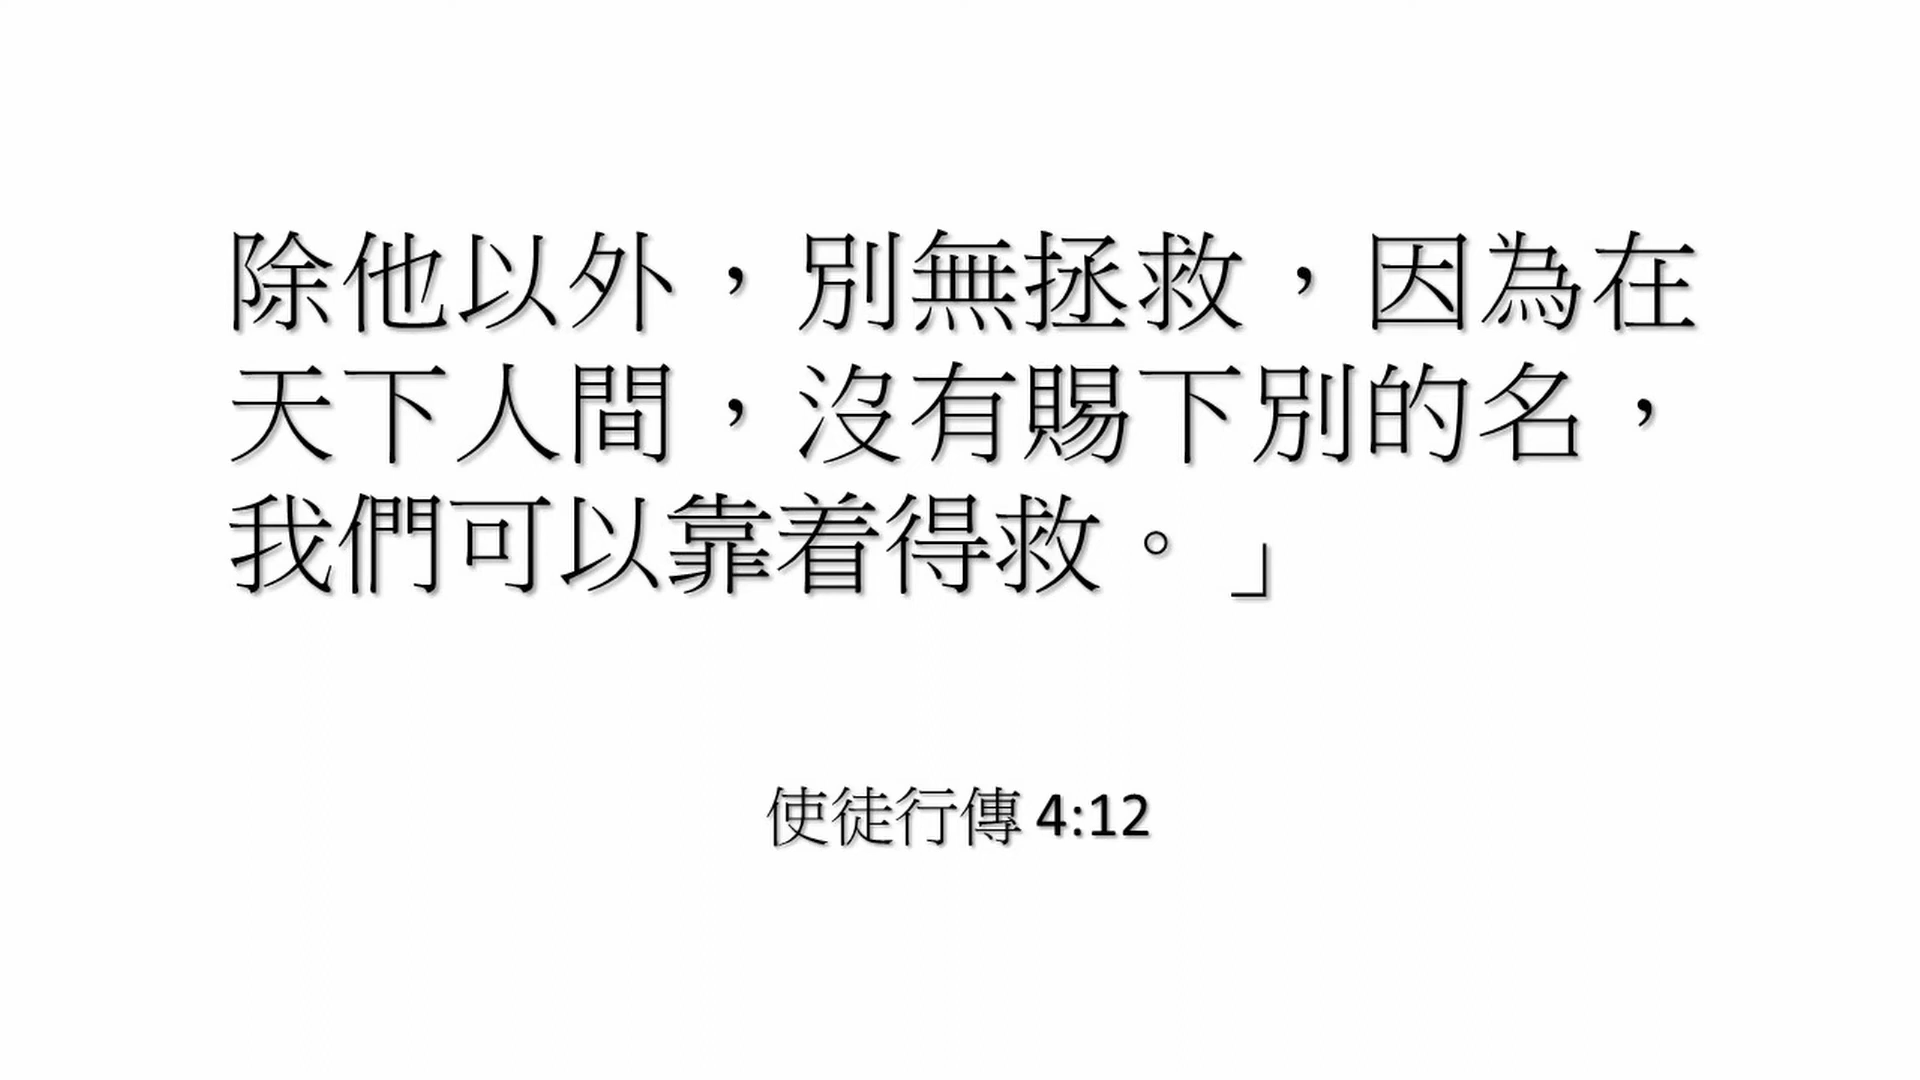 除他以外，別無拯救，因為在
天下人間，沒有賜下別的名，
我們可以靠着得救。」
使徒行傳 4:12